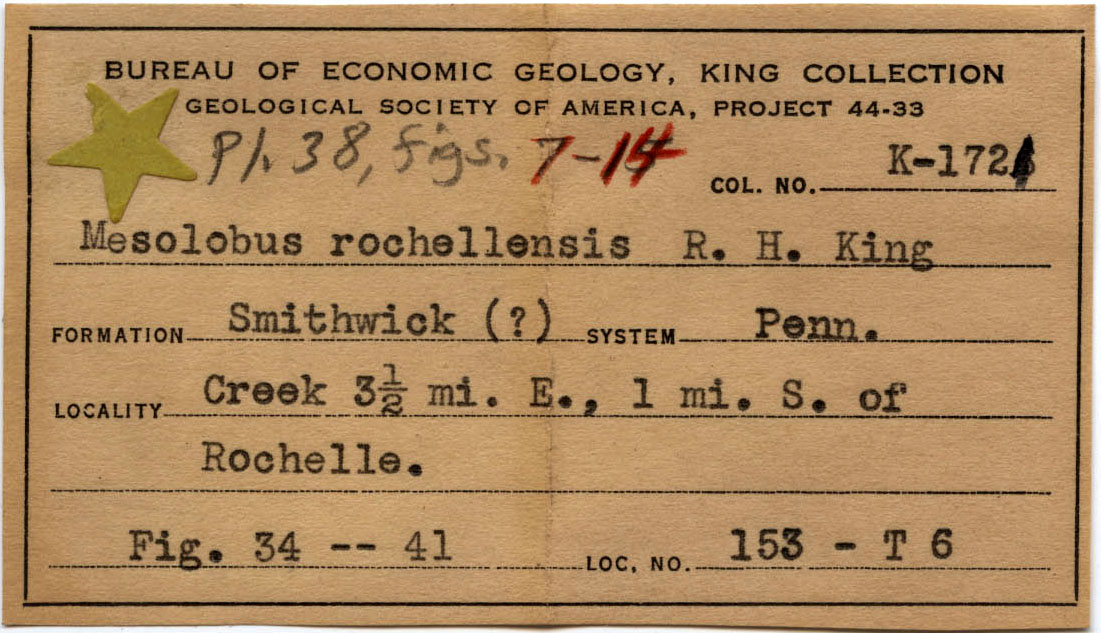 BUREAU OF ECONOMIC GEOLOGY, KING COLLECTION
GEOLOGICAL SOCIETY OF AMERICA, PROJECT 44-33
Pl. 38, figs. 7-14
COL. NO. K-1721
Mesolobus rochellensis R. H. King
FORMATION Smithwick (?) SYSTEM Penn.
LOCALITY Creek 3½ mi. E., 1 mi. S. of
Rochelle.
Fig. 34 -- 41 LOC. NO. 153 - T 6